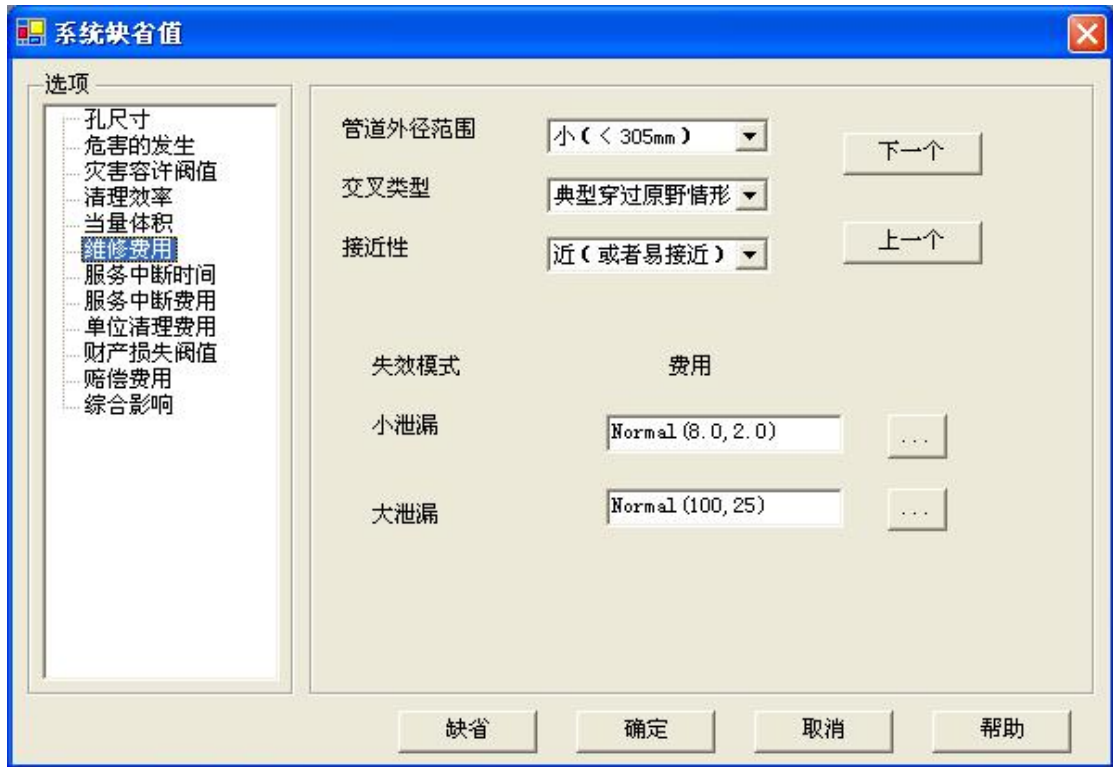 系统缺省值
选项
孔尺寸
危害的发生
灾害容许阀值
清理效率
当量体积
维修费用
服务中断时间
服务中断费用
单位清理费用
财产损失阀值
赔偿费用
综合影响
管道外径范围 小(< 305mm) 下一个
交叉类型 典型穿过原野情形
接近性 近(或者易接近) 上一个
失效模式 费用
小泄漏 Normal(8.0,2.0) ...
大泄漏 Normal(100,25) ...
缺省 确定 取消 帮助